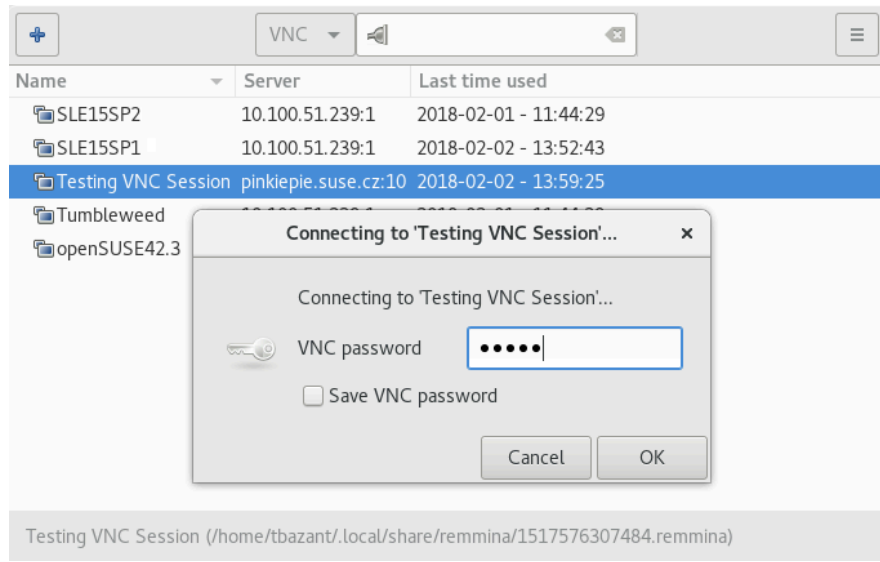 VNC
Name Server Last time used
SLE15SP2 10.100.51.239:1 2018-02-01 - 11:44:29
SLE15SP1 10.100.51.239:1 2018-02-02 - 13:52:43
Testing VNC Session pinkiepie.suse.cz:10 2018-02-02 - 13:59:25
Tumbleweed
openSUSE42.3
Connecting to 'Testing VNC Session'...
Connecting to 'Testing VNC Session'...
VNC password •••••
Save VNC password
Cancel OK
Testing VNC Session (/home/tbazant/.local/share/remmina/1517576307484.remmina)